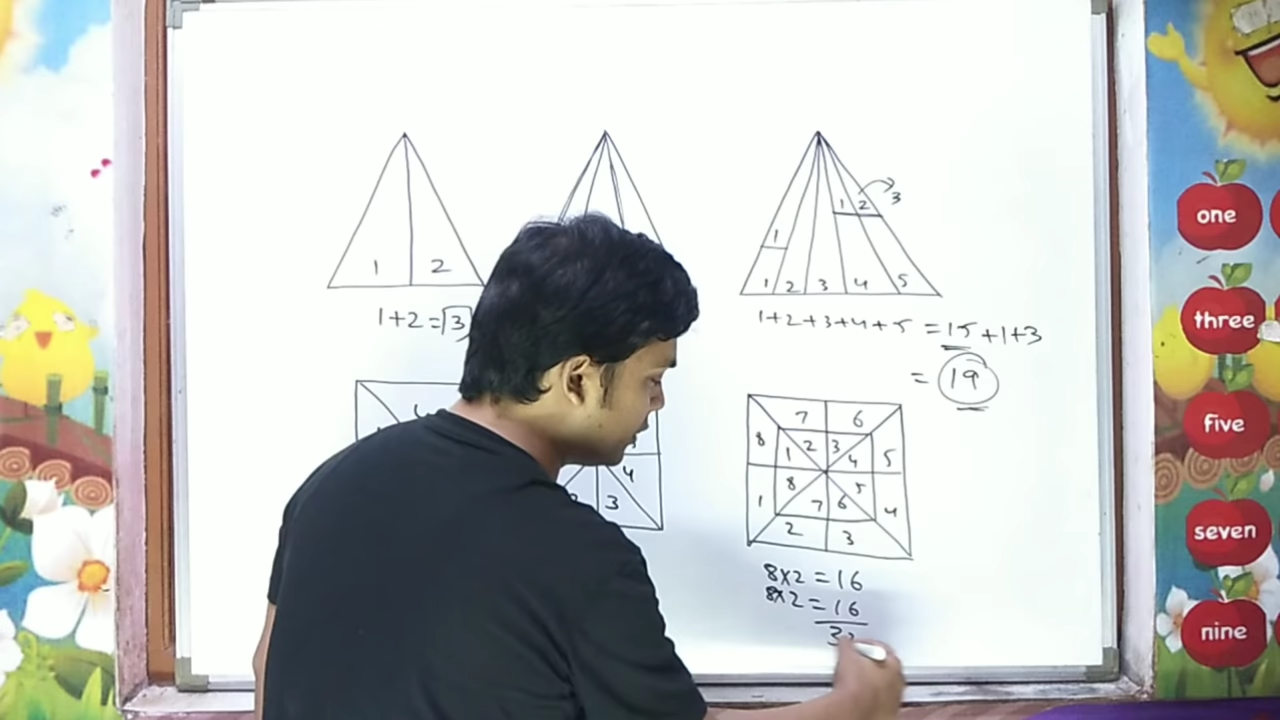 1 2
1+2=3
1 2
3
1
1 2 3 4 5
1+2+3+4+5 =15+1+3
= 19
4
3
7 6
8 1 2 3 4 5
1 8 7 6 5 4
2 3
8x2=16
8x2=16
one
three
five
seven
nine